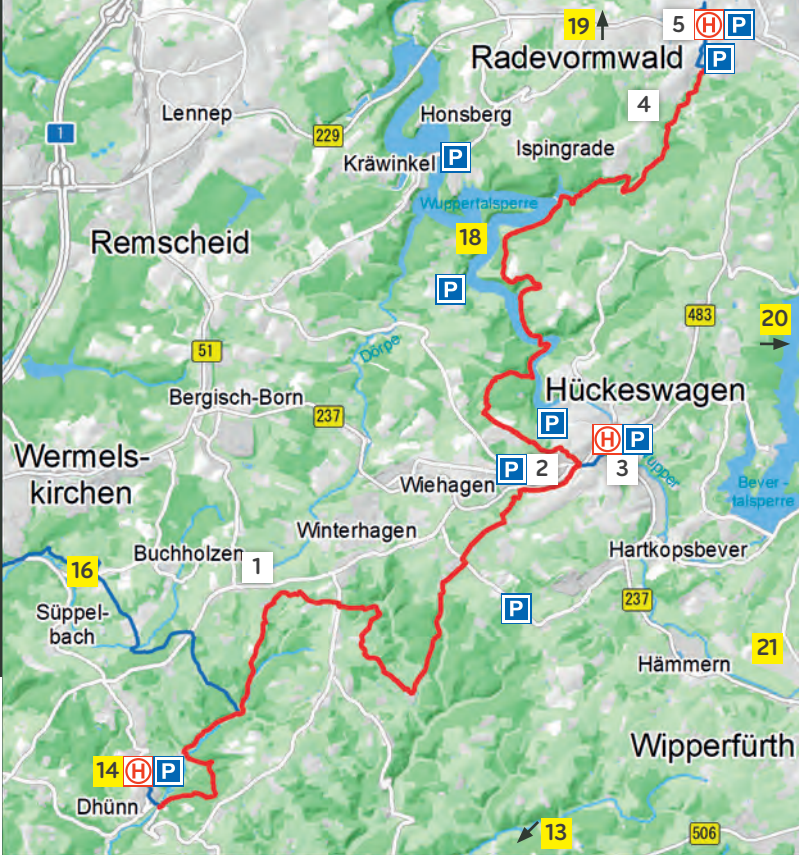 19
5
H
P
Radevormwald
P
4
Lennep
Honsberg
1
229
Kräwinkel
P
Ispingrade
Wuppertalsperre
18
Remscheid
P
483
20
Dörpe
51
Bergisch-Born
Hückeswagen
237
P
H
P
Wermels-
kirchen
Wiehagen
P
2
3
Wupper
Bever-
talsperre
Winterhagen
Buchholzen
1
Hartkopsbever
16
Süppel-
bach
P
237
21
Hämmern
Wipperfürth
14
H
P
Dhünn
13
506